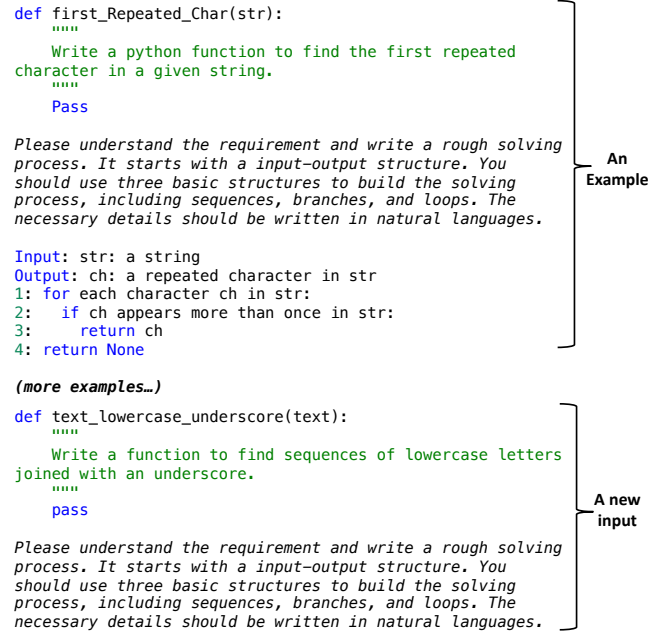 def first_Repeated_Char(str):
    """
    Write a python function to find the first repeated
character in a given string.
    """
    Pass
Please understand the requirement and write a rough solving
process. It starts with a input-output structure. You
should use three basic structures to build the solving
process, including sequences, branches, and loops. The
necessary details should be written in natural languages.
An
Example
Input: str: a string
Output: ch: a repeated character in str
1: for each character ch in str:
2:   if ch appears more than once in str:
3:     return ch
4: return None
(more examples…)
def text_lowercase_underscore(text):
    """
    Write a function to find sequences of lowercase letters
joined with an underscore.
    """
    pass
A new
input
Please understand the requirement and write a rough solving
process. It starts with a input-output structure. You
should use three basic structures to build the solving
process, including sequences, branches, and loops. The
necessary details should be written in natural languages.